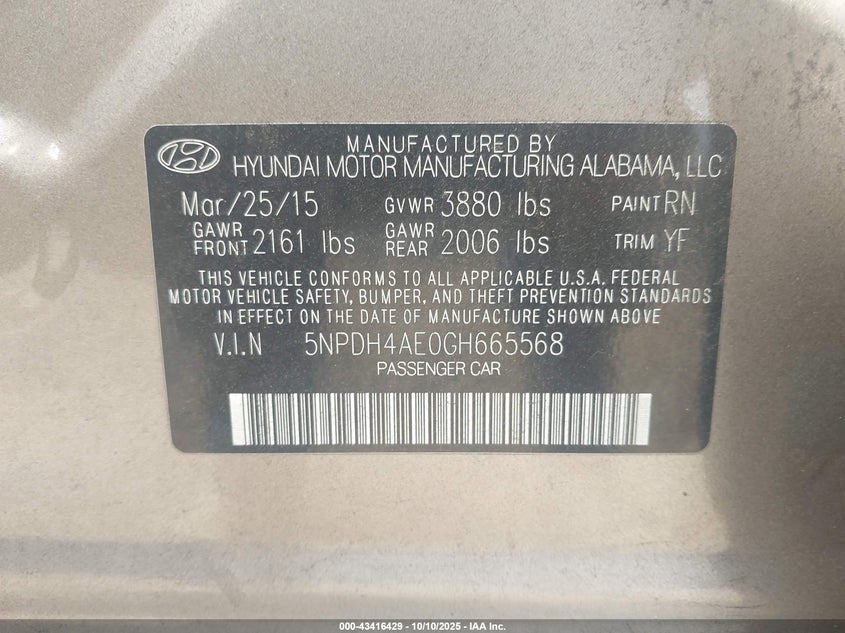 MANUFACTURED BY
HYUNDAI MOTOR MANUFACTURING ALABAMA, LLC
Mar/25/15 GVWR 3880 lbs PAINT RN
GAWR FRONT 2161 lbs GAWR REAR 2006 lbs TRIM YF
THIS VEHICLE CONFORMS TO ALL APPLICABLE U.S.A. FEDERAL
MOTOR VEHICLE SAFETY, BUMPER, AND THEFT PREVENTION STANDARDS
IN EFFECT ON THE DATE OF MANUFACTURE SHOWN ABOVE
V.I.N 5NPDH4AE0GH665568
PASSENGER CAR
000-43416429 - 10/10/2025 - IAA Inc.